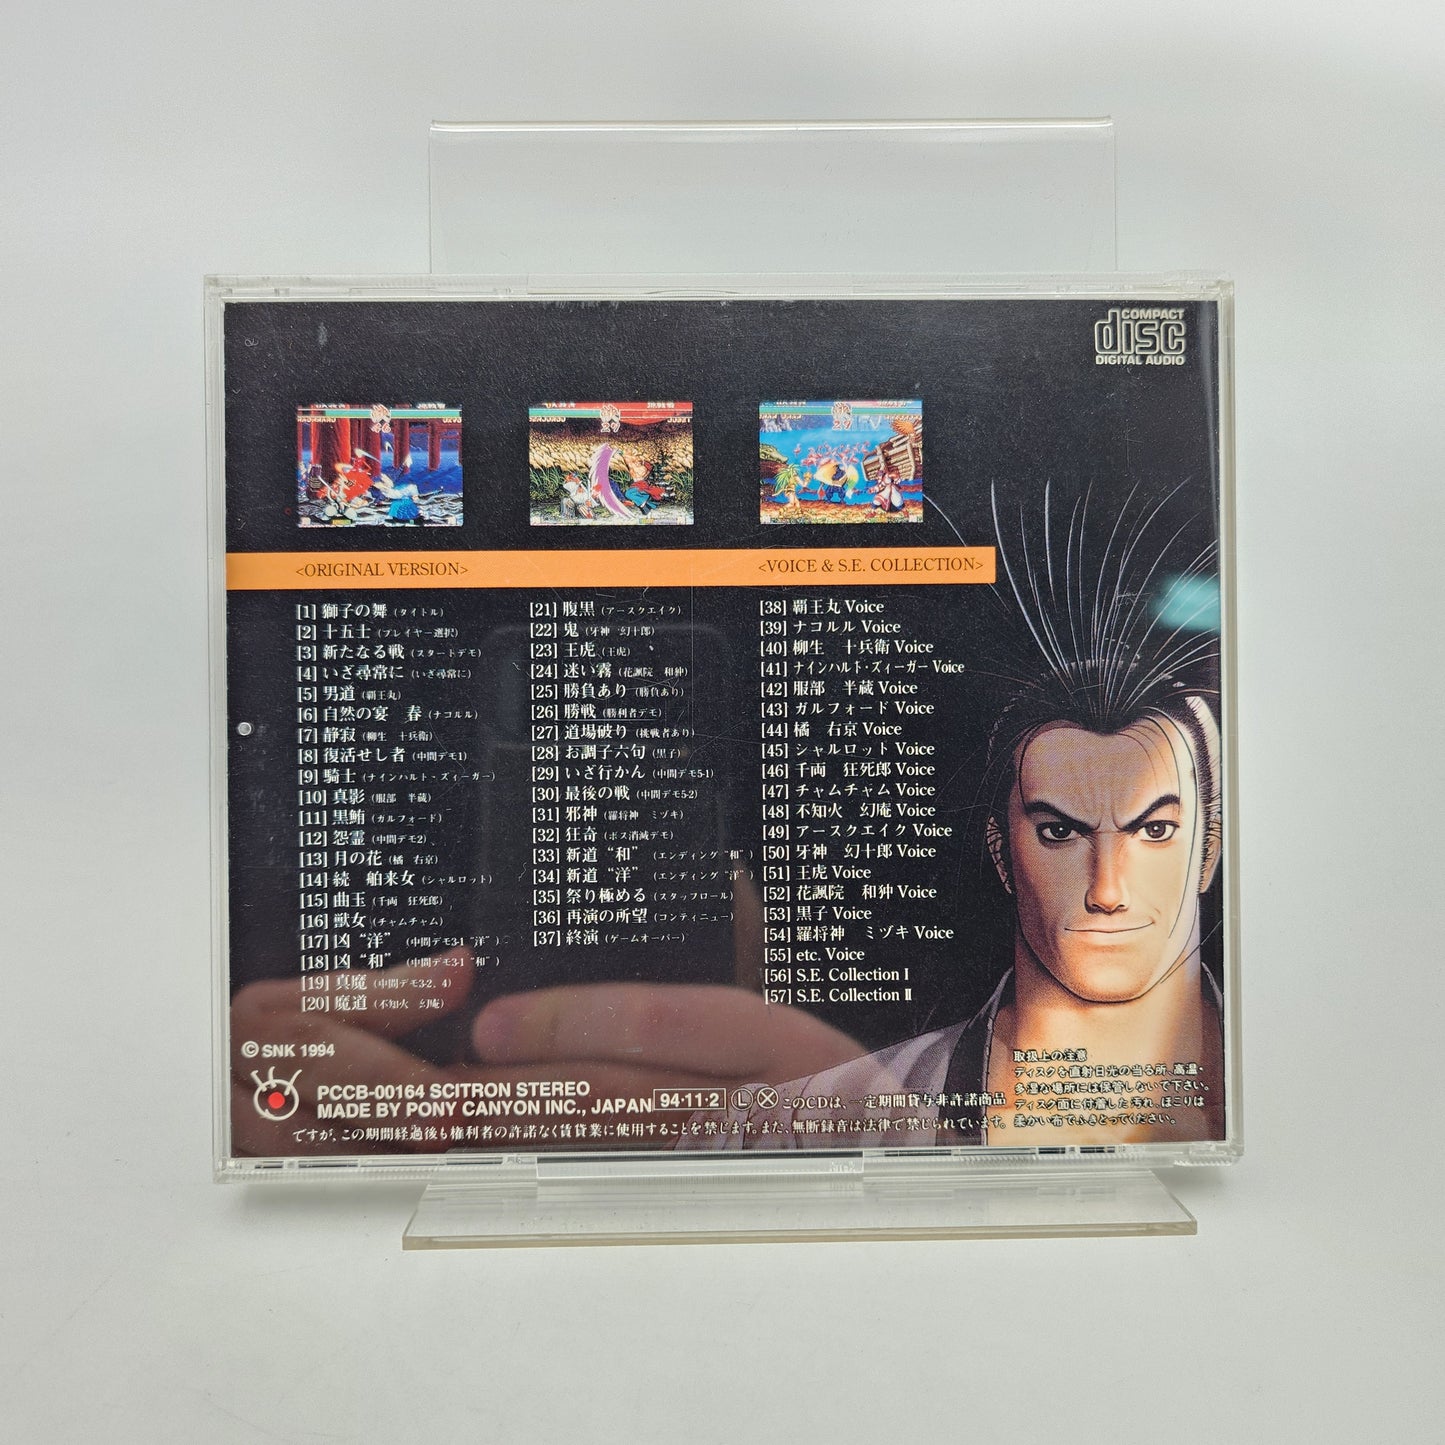 COMPACT
disc
DIGITAL AUDIO
<ORIGINAL VERSION>
[1] 獅子の舞 (タイトル)
[2] 十五士 (プレイヤー選択)
[3] 新たなる戦 (スタートデモ)
[4] いざ尋常に (いざ尋常に)
[5] 男道 (覇王丸)
[6] 自然の宴　春 (ナコルル)
[7] 静寂 (柳生　十兵衛)
[8] 復活せし者 (中間デモ1)
[9] 騎士 (ナインハルト・ズィーガー)
[10] 真影 (服部　半蔵)
[11] 黒鮪 (ガルフォード)
[12] 怨霊 (中間デモ2)
[13] 月の花 (橘　右京)
[14] 続　舶来女 (シャルロット)
[15] 曲玉 (千両　狂死郎)
[16] 獣女 (チャムチャム)
[17] 凶 “洋” (中間デモ3-1 “洋”)
[18] 凶 “和” (中間デモ3-1 “和”)
[19] 真魔 (中間デモ3-2．4)
[20] 魔道 (不知火　幻庵)
[21] 腹黒 (アースクエイク)
[22] 鬼 (牙神　幻十郎)
[23] 王虎 (王虎)
[24] 迷い霧 (花諷院　和狆)
[25] 勝負あり (勝負あり)
[26] 勝戦 (勝利者デモ)
[27] 道場破り (挑戦者あり)
[28] お調子六句 (黒子)
[29] いざ行かん (中間デモ5-1)
[30] 最後の戦 (中間デモ5-2)
[31] 邪神 (羅将神　ミヅキ)
[32] 狂奇 (ボス消滅デモ)
[33] 新道 “和” (エンディング “和”)
[34] 新道 “洋” (エンディング “洋”)
[35] 祭り極める (スタッフロール)
[36] 再演の所望 (コンティニュー)
[37] 終演 (ゲームオーバー)
<VOICE & S.E. COLLECTION>
[38] 覇王丸 Voice
[39] ナコルル Voice
[40] 柳生　十兵衛 Voice
[41] ナインハルト・ズィーガー Voice
[42] 服部　半蔵 Voice
[43] ガルフォード Voice
[44] 橘　右京 Voice
[45] シャルロット Voice
[46] 千両　狂死郎 Voice
[47] チャムチャム Voice
[48] 不知火　幻庵 Voice
[49] アースクエイク Voice
[50] 牙神　幻十郎 Voice
[51] 王虎 Voice
[52] 花諷院　和狆 Voice
[53] 黒子 Voice
[54] 羅将神　ミヅキ Voice
[55] etc. Voice
[56] S.E. Collection I
[57] S.E. Collection II
© SNK 1994
PCCB-00164 SCITRON STEREO
MADE BY PONY CANYON INC., JAPAN 94・11・2 Ⓛ Ⓧ このCDは、一定期間貸与非許諾商品
ですが、この期間経過後も権利者の許諾なく賃貸業に使用することを禁じます。また、無断録音は法律で禁じられています。
取扱上の注意
ディスクを直射日光の当る所、高温・
多湿な場所には保管しないで下さい。
ディスク面に付着した汚れ、ほこりは
柔かい布でふきとってください。